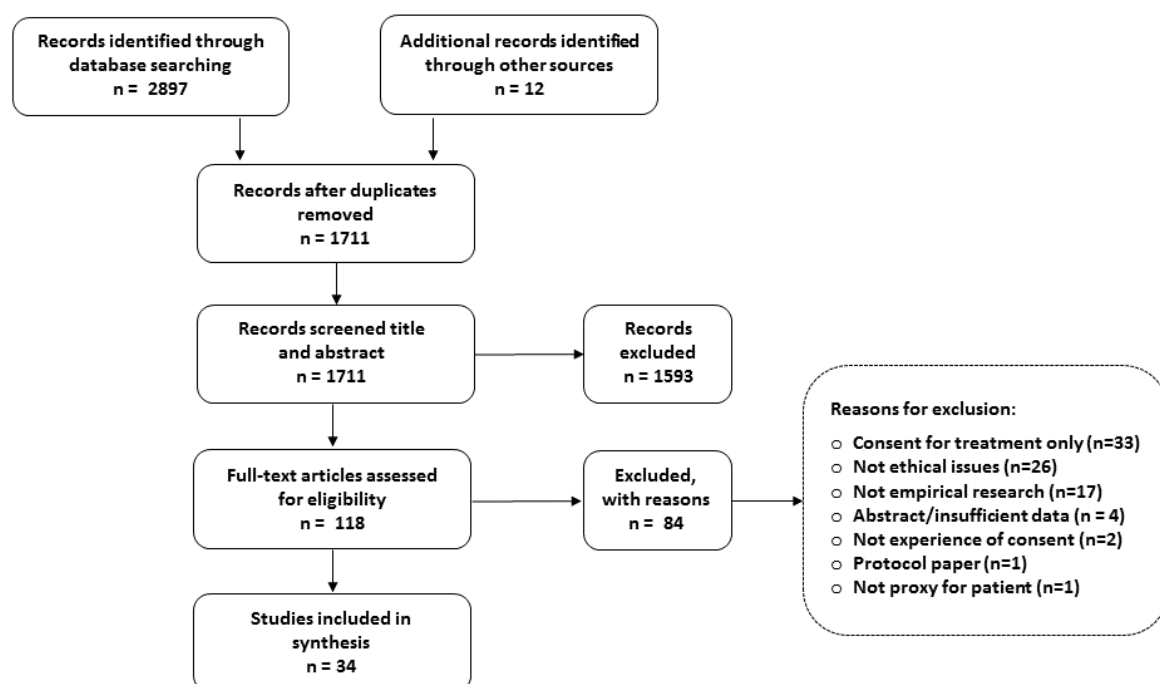 Records identified through
database searching
n = 2897
Additional records identified
through other sources
n = 12
Records after duplicates
removed
n = 1711
Records screened title
and abstract
n = 1711
Records
excluded
n = 1593
Full-text articles assessed
for eligibility
n = 118
Excluded,
with reasons
n = 84
Reasons for exclusion:
o Consent for treatment only (n=33)
o Not ethical issues (n=26)
o Not empirical research (n=17)
o Abstract/insufficient data (n = 4)
o Not experience of consent (n=2)
o Protocol paper (n=1)
o Not proxy for patient (n=1)
Studies included in
synthesis
n = 34